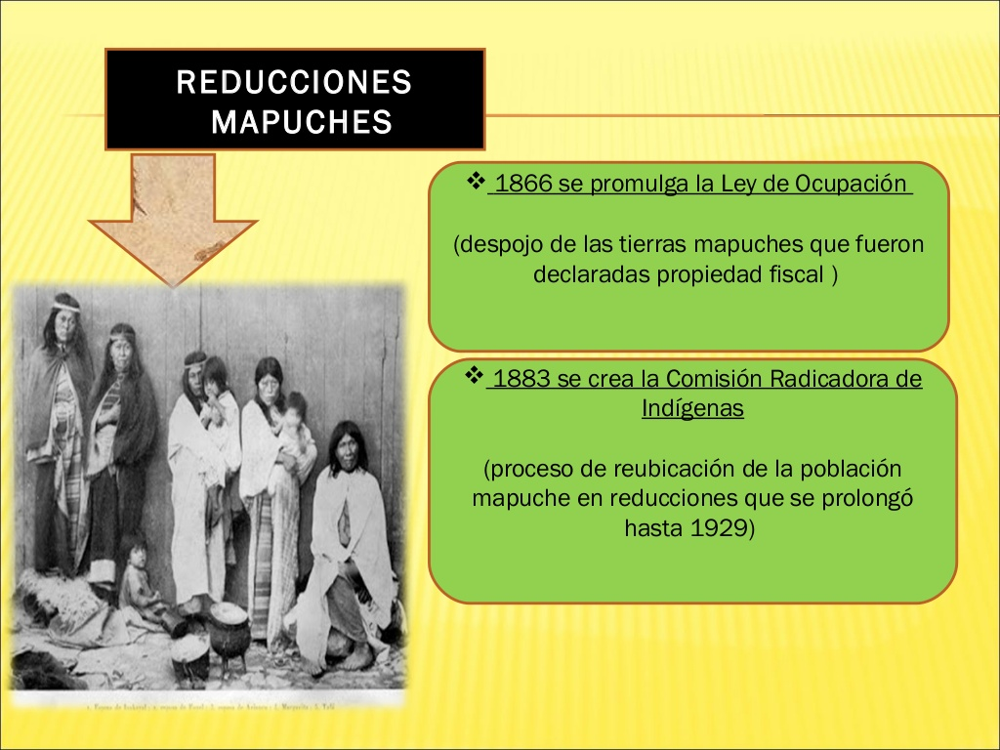 REDUCCIONES
MAPUCHES
❖ 1866 se promulga la Ley de Ocupación
(despojo de las tierras mapuches que fueron
declaradas propiedad fiscal )
❖ 1883 se crea la Comisión Radicadora de
Indígenas
(proceso de reubicación de la población
mapuche en reducciones que se prolongó
hasta 1929)